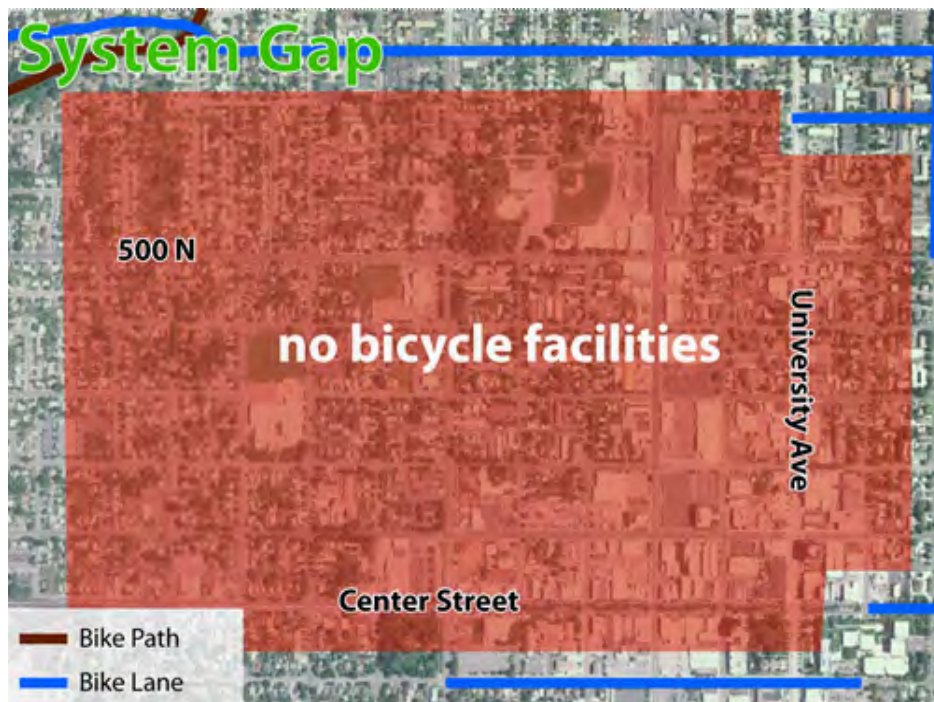 System Gap
500 N
no bicycle facilities
University Ave
Center Street
Bike Path
Bike Lane